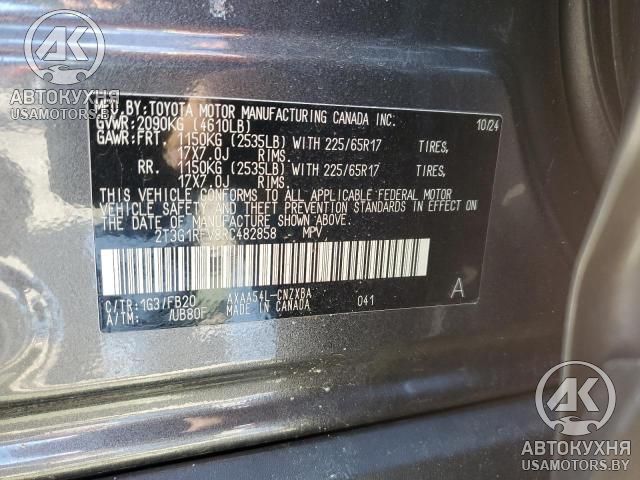 AK
АВТОКУХНЯ
USAMOTORS.BY
MFD. BY: TOYOTA MOTOR MANUFACTURING CANADA INC.
GVWR: 2090KG (4610LB) 10/24
GAWR: FRT. 1150KG (2535LB) WITH 225/65R17 TIRES,
17X7.0J RIMS.
RR. 1150KG (2535LB) WITH 225/65R17 TIRES,
17X7.0J RIMS.
THIS VEHICLE CONFORMS TO ALL APPLICABLE FEDERAL MOTOR
VEHICLE SAFETY AND THEFT PREVENTION STANDARDS IN EFFECT ON
THE DATE OF MANUFACTURE SHOWN ABOVE.
MPV
C/TR: 1G3/FB20 AXAA54L-CNZXBA 041 A
A/TM: /UB80F MADE IN CANADA
AK
АВТОКУХНЯ
USAMOTORS.BY